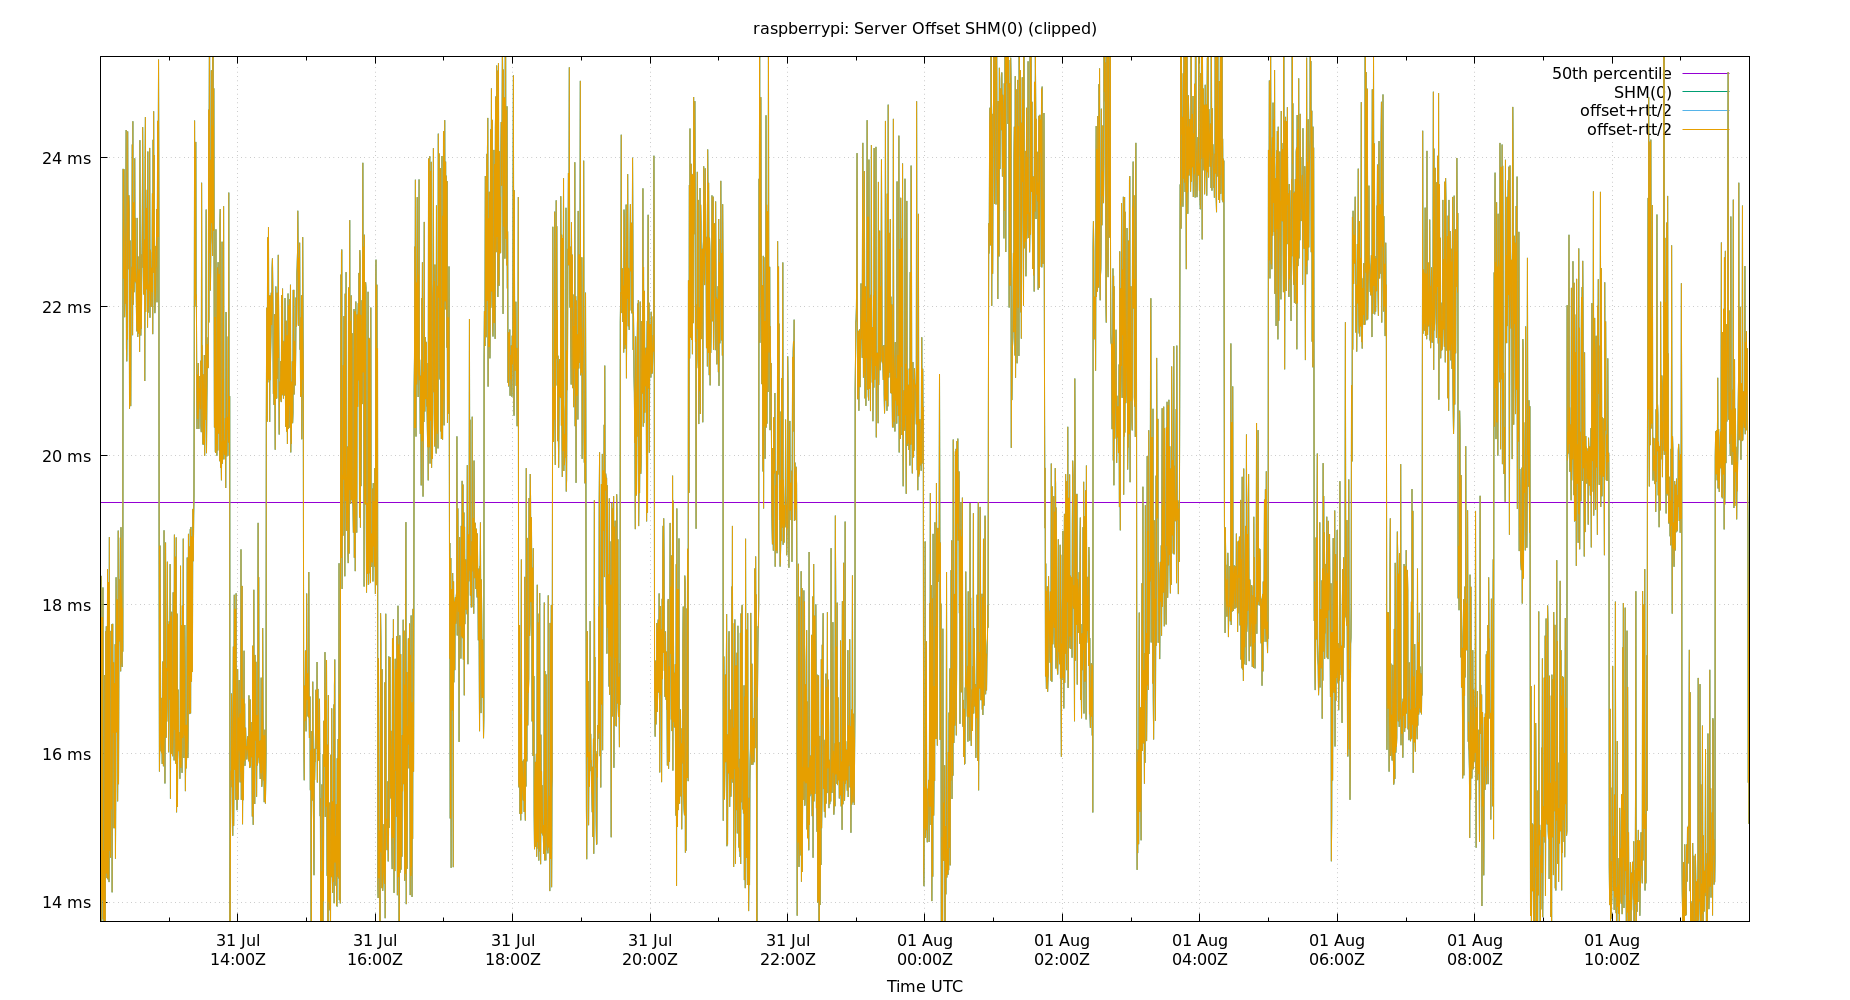 raspberrypi: Server Offset SHM(0) (clipped)
50th percentile
SHM(0)
offset+rtt/2
offset-rtt/2
24 ms
22 ms
20 ms
18 ms
16 ms
14 ms
31 Jul 31 Jul 31 Jul 31 Jul 31 Jul 01 Aug 01 Aug 01 Aug 01 Aug 01 Aug 01 Aug
14:00Z 16:00Z 18:00Z 20:00Z 22:00Z 00:00Z 02:00Z 04:00Z 06:00Z 08:00Z 10:00Z
Time UTC